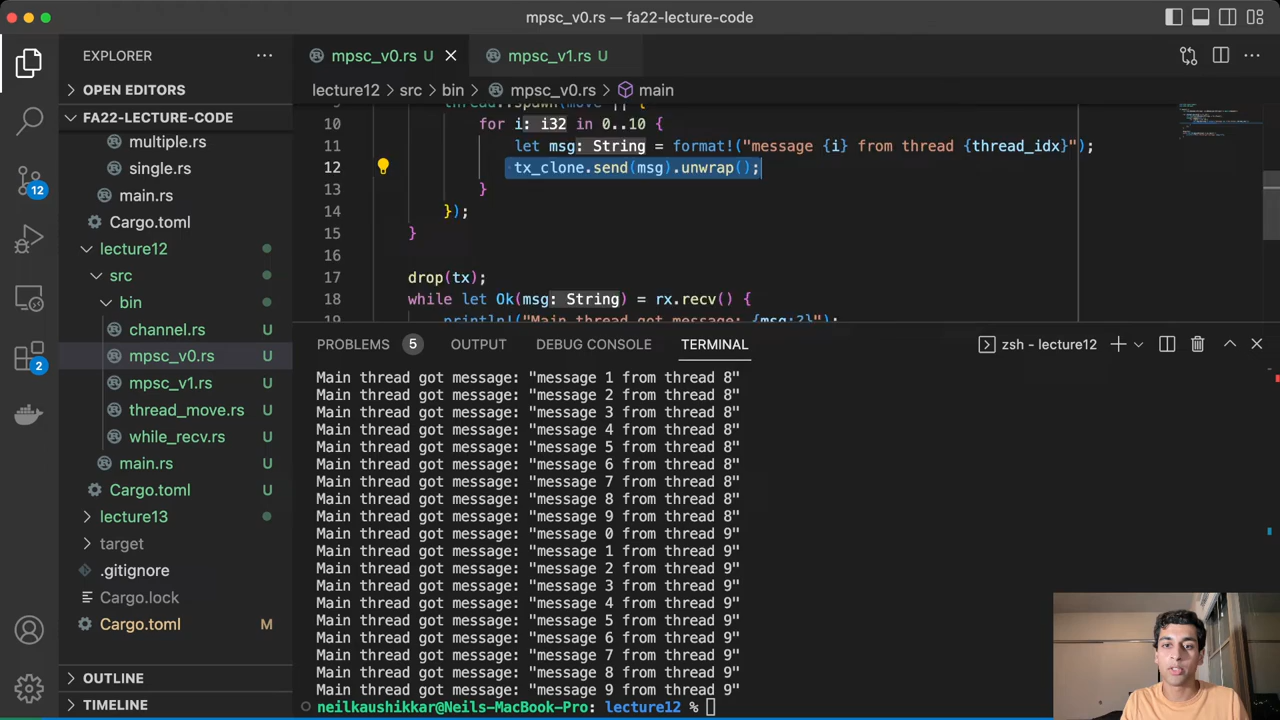 mpsc_v0.rs — fa22-lecture-code
EXPLORER
OPEN EDITORS
FA22-LECTURE-CODE
multiple.rs
single.rs
main.rs
Cargo.toml
lecture12
src
bin
channel.rs U
mpsc_v0.rs U
mpsc_v1.rs U
thread_move.rs U
while_recv.rs U
main.rs U
Cargo.toml U
lecture13
target
.gitignore
Cargo.lock
Cargo.toml M
OUTLINE
TIMELINE
12
2
mpsc_v0.rs U
mpsc_v1.rs U
lecture12 > src > bin > mpsc_v0.rs > main
9 thread::spawn(move || {
10 for i: i32 in 0..10 {
11 let msg: String = format!("message {i} from thread {thread_idx}");
12 tx_clone.send(msg).unwrap();
13 }
14 });
15 }
16
17 drop(tx);
18 while let Ok(msg: String) = rx.recv() {
19 println!("Main thread got message: {msg:?}");
PROBLEMS 5 OUTPUT DEBUG CONSOLE TERMINAL zsh - lecture12
Main thread got message: "message 1 from thread 8"
Main thread got message: "message 2 from thread 8"
Main thread got message: "message 3 from thread 8"
Main thread got message: "message 4 from thread 8"
Main thread got message: "message 5 from thread 8"
Main thread got message: "message 6 from thread 8"
Main thread got message: "message 7 from thread 8"
Main thread got message: "message 8 from thread 8"
Main thread got message: "message 9 from thread 8"
Main thread got message: "message 0 from thread 9"
Main thread got message: "message 1 from thread 9"
Main thread got message: "message 2 from thread 9"
Main thread got message: "message 3 from thread 9"
Main thread got message: "message 4 from thread 9"
Main thread got message: "message 5 from thread 9"
Main thread got message: "message 6 from thread 9"
Main thread got message: "message 7 from thread 9"
Main thread got message: "message 8 from thread 9"
Main thread got message: "message 9 from thread 9"
neilkaushikkar@Neils-MacBook-Pro: lecture12 %